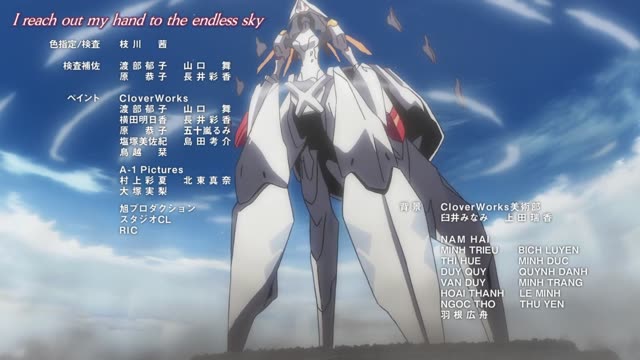 I reach out my hand to the endless sky
色指定/検査 枝川 茜
検査補佐 渡部郁子 山口 舞
原 恭子 長井彩香
ペイント CloverWorks
渡部郁子 山口 舞
横田明日香 長井彩香
原 恭子 五十嵐るみ
塩塚美佐紀 島田考介
鳥越 栞
A-1 Pictures
村上彩夏 北東真奈
大塚実梨
旭プロダクション
スタジオCL
RIC
背景 CloverWorks美術部
臼井みなみ 上田瑞香
NAM HAI
MINH TRIEU BICH LUYEN
THI HUE MINH DUC
DUY QUY QUYNH DANH
VAN DUY MINH TRANG
HOAI THANH LE MINH
NGOC THO THU YEN
羽根広舟